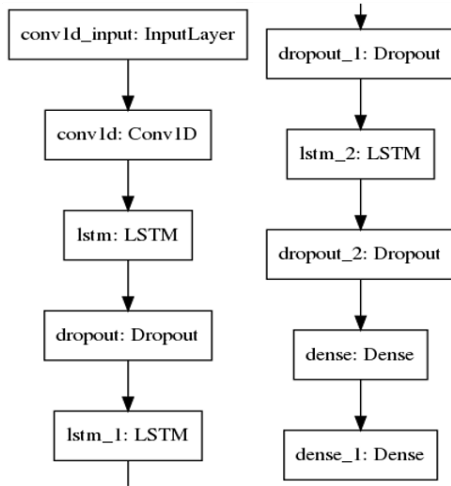 conv1d_input: InputLayer
conv1d: Conv1D
lstm: LSTM
dropout: Dropout
lstm_1: LSTM
dropout_1: Dropout
lstm_2: LSTM
dropout_2: Dropout
dense: Dense
dense_1: Dense